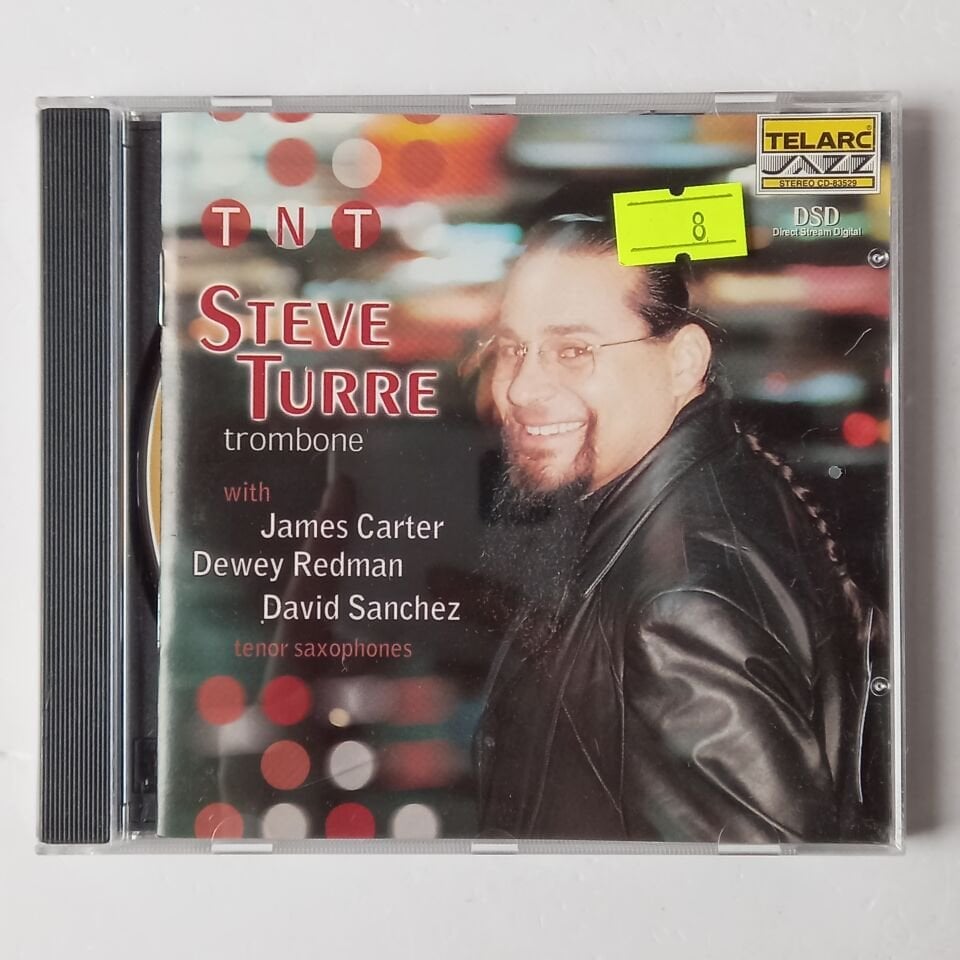 TELARC
JAZZ
STEREO CD-83529
DSD
Direct Stream Digital
8
TNT
STEVE
TURRE
trombone
with
James Carter
Dewey Redman
David Sanchez
tenor saxophones